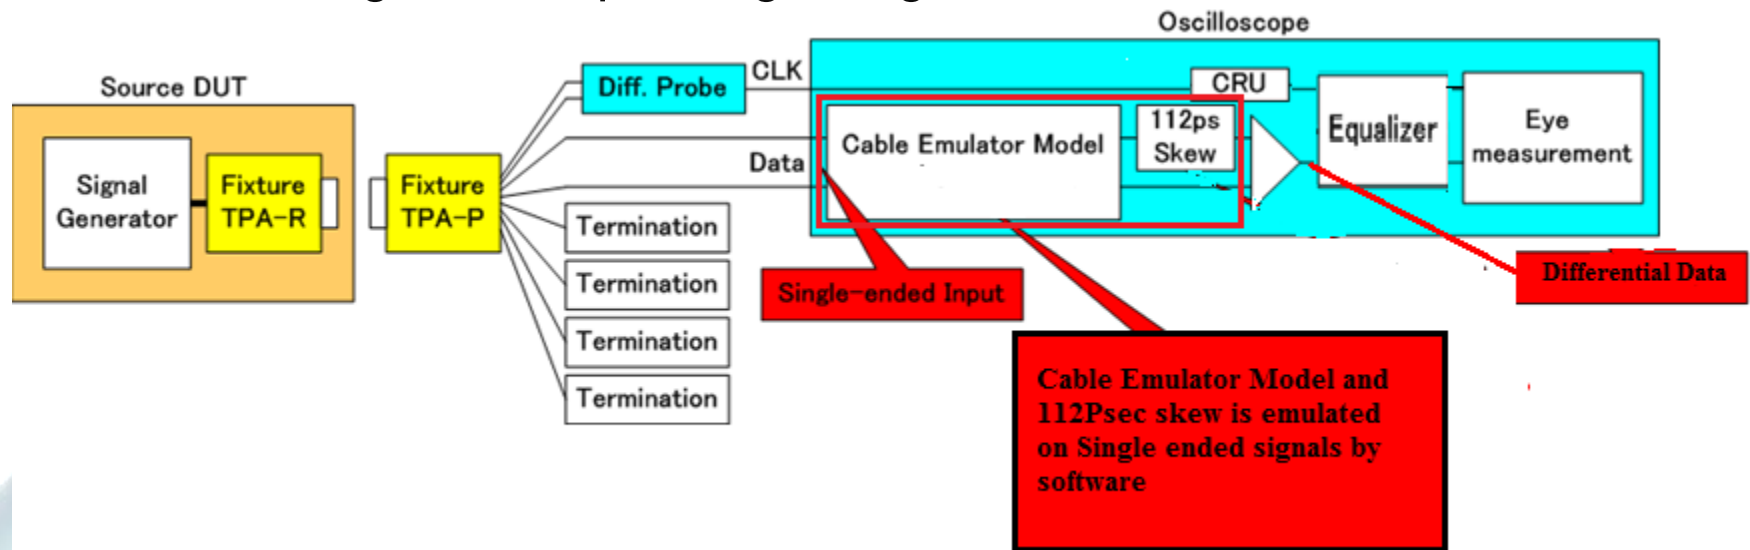 Oscilloscope
Source DUT
Signal
Generator
Fixture
TPA-R
Fixture
TPA-P
Diff. Probe
CLK
Data
Termination
Termination
Termination
Termination
Cable Emulator Model
112ps
Skew
CRU
Equalizer
Eye
measurement
Single-ended Input
Differential Data
Cable Emulator Model and
112Psec skew is emulated
on Single ended signals by
software